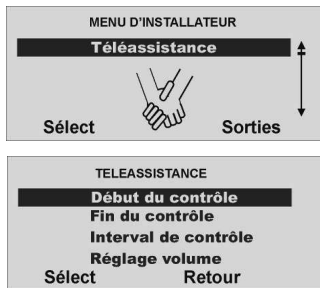 MENU D'INSTALLATEUR
Téléassistance
Sélect Sorties
TELEASSISTANCE
Début du contrôle
Fin du contrôle
Interval de contrôle
Réglage volume
Sélect Retour